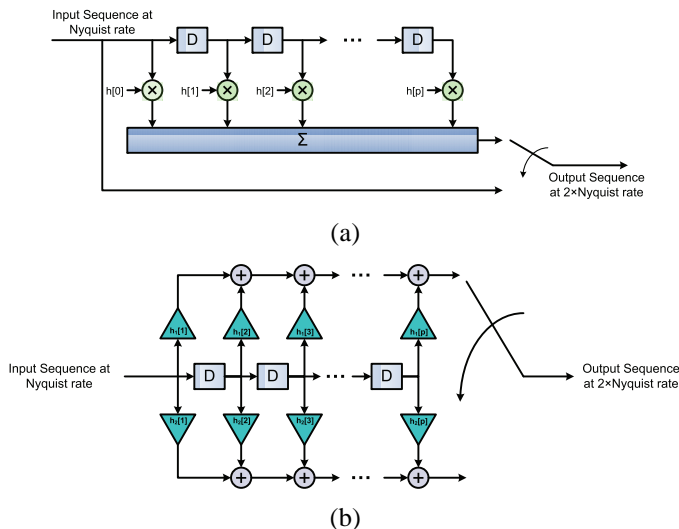 Input Sequence at
Nyquist rate
D
D
...
D
h[0]
h[1]
h[2]
h[p]
Σ
Output Sequence
at 2×Nyquist rate
(a)
+
+
...
+
h₁[1]
h₁[2]
h₁[3]
h₁[p]
Input Sequence at
Nyquist rate
D
D
...
D
Output Sequence
at 2×Nyquist rate
h₂[1]
h₂[2]
h₂[3]
h₂[p]
+
+
...
+
(b)